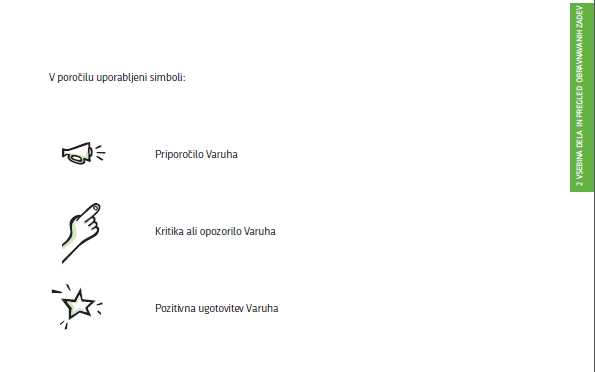 V poročilu uporabljeni simboli:
Priporočilo Varuha
Kritika ali opozorilo Varuha
Pozitivna ugotovitev Varuha
2 VSEBINA DELA IN PREGLED OBRAVNAVANIH ZADEV